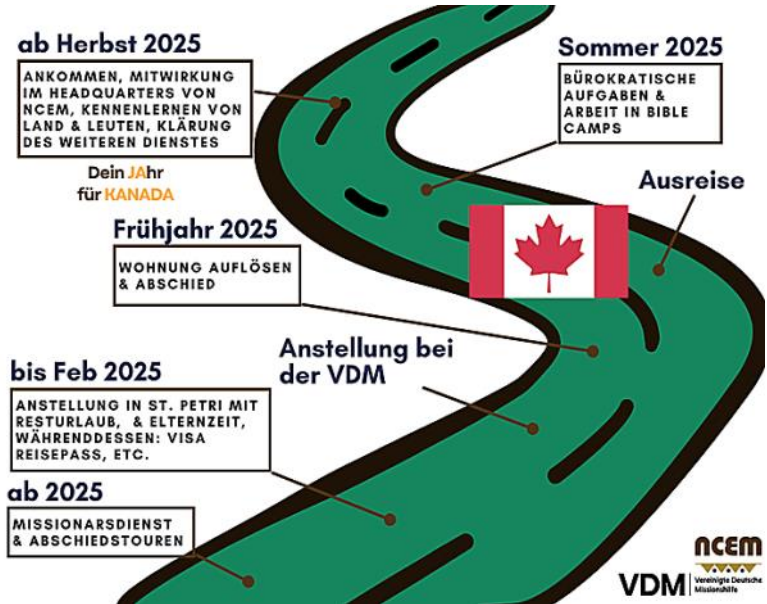 ab Herbst 2025
ANKOMMEN, MITWIRKUNG
IM HEADQUARTERS VON
NCEM, KENNENLERNEN VON
LAND & LEUTEN, KLÄRUNG
DES WEITEREN DIENSTES
Dein JAhr
für KANADA
Sommer 2025
BÜROKRATISCHE
AUFGABEN &
ARBEIT IN BIBLE
CAMPS
Ausreise
Frühjahr 2025
WOHNUNG AUFLÖSEN
& ABSCHIED
Anstellung bei
der VDM
bis Feb 2025
ANSTELLUNG IN ST. PETRI MIT
RESTURLAUB, & ELTERNZEIT,
WÄHRENDDESSEN: VISA
REISEPASS, ETC.
ab 2025
MISSIONARSDIENST
& ABSCHIEDSTOUREN
ncem
VDM
Vereinigte Deutsche
Missionshilfe